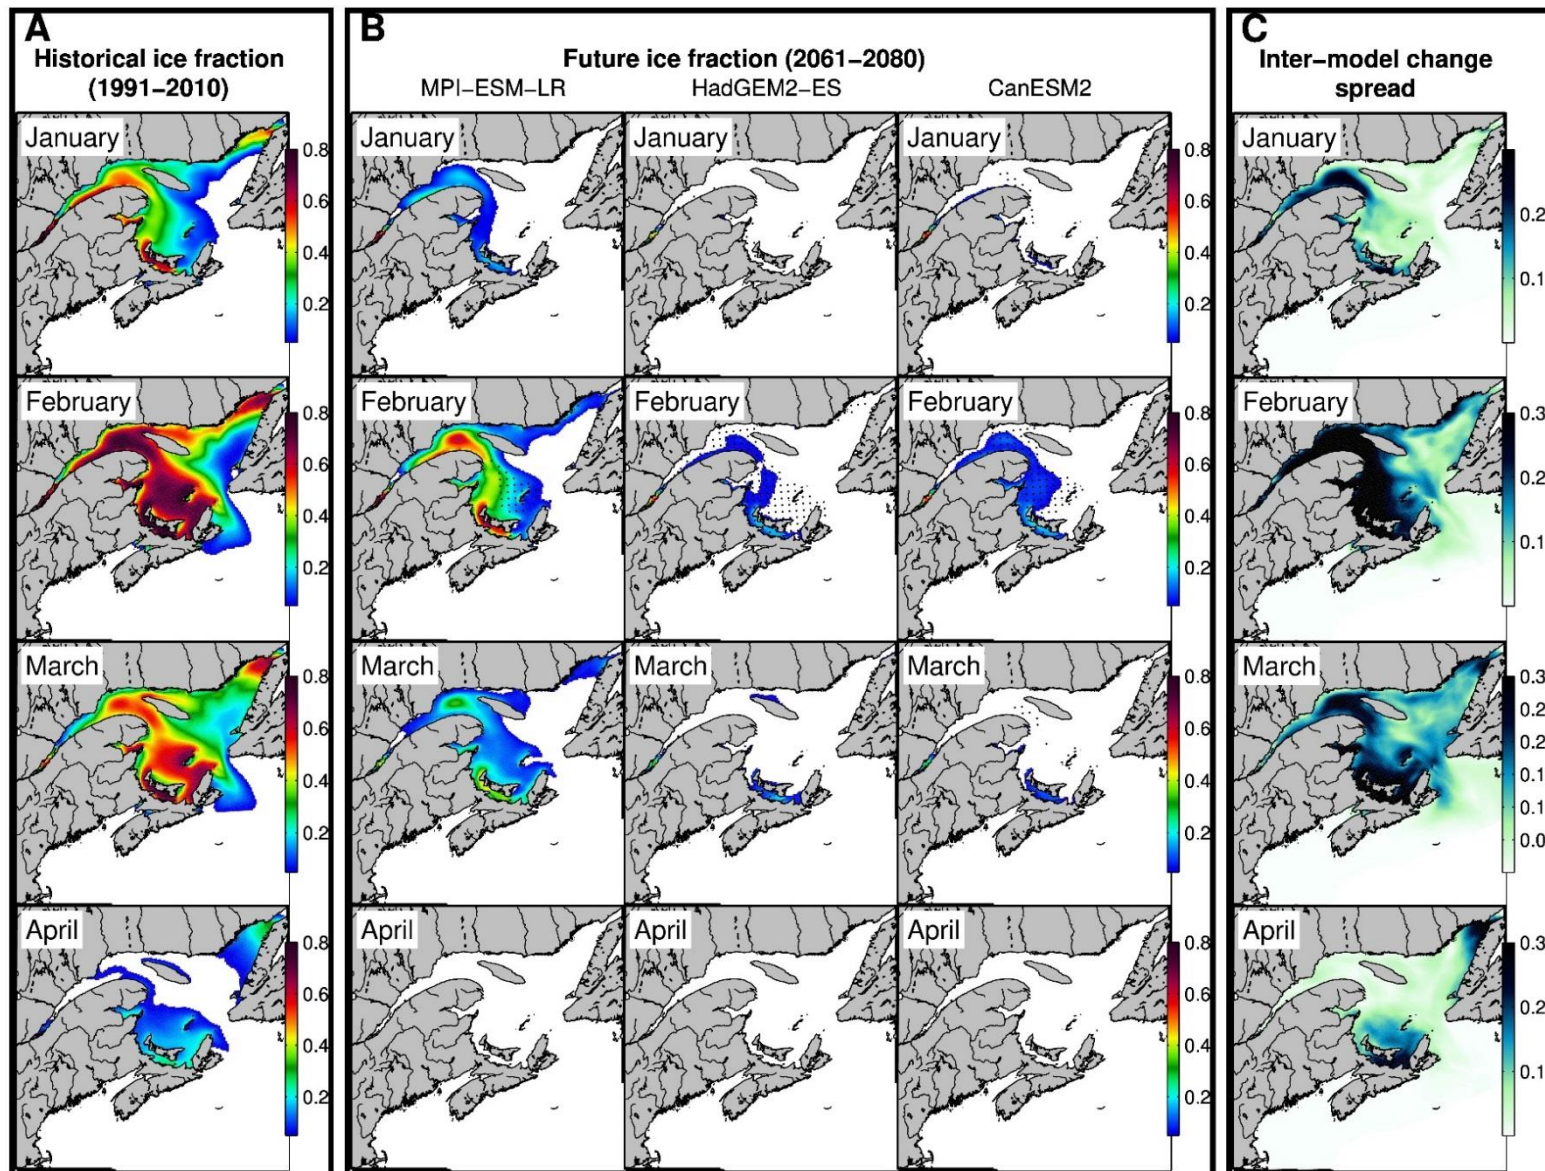 A
Historical ice fraction
(1991−2010)
B
Future ice fraction (2061−2080)
MPI−ESM−LR
HadGEM2−ES
CanESM2
C
Inter−model change
spread
January
0.8
0.6
0.4
0.2
January
January
January
0.8
0.6
0.4
0.2
January
0.2
0.1
February
0.8
0.6
0.4
0.2
February
February
February
0.8
0.6
0.4
0.2
February
0.3
0.2
0.1
March
0.8
0.6
0.4
0.2
March
March
March
0.8
0.6
0.4
0.2
March
0.3
0.2
0.2
0.1
0.1
0.0
April
0.8
0.6
0.4
0.2
April
April
April
0.8
0.6
0.4
0.2
April
0.3
0.2
0.1